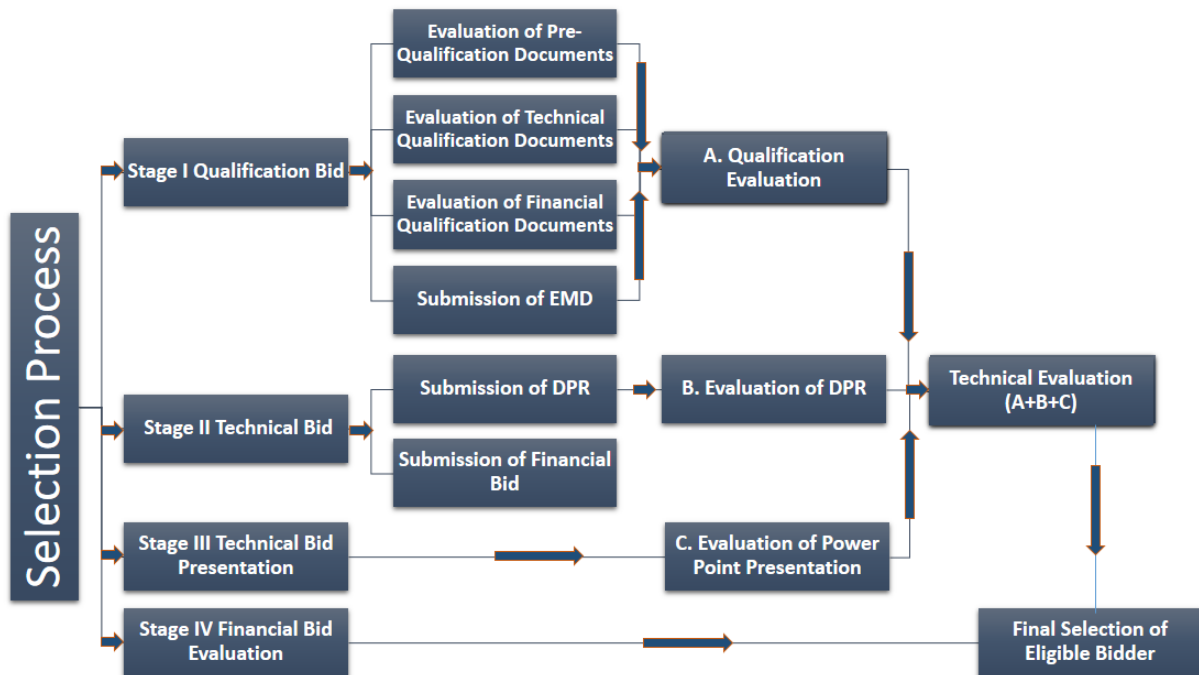 Selection Process
Stage I Qualification Bid
Evaluation of Pre-
Qualification Documents
Evaluation of Technical
Qualification Documents
Evaluation of Financial
Qualification Documents
Submission of EMD
A. Qualification
Evaluation
Stage II Technical Bid
Submission of DPR
Submission of Financial
Bid
B. Evaluation of DPR
Technical Evaluation
(A+B+C)
Stage III Technical Bid
Presentation
C. Evaluation of Power
Point Presentation
Stage IV Financial Bid
Evaluation
Final Selection of
Eligible Bidder